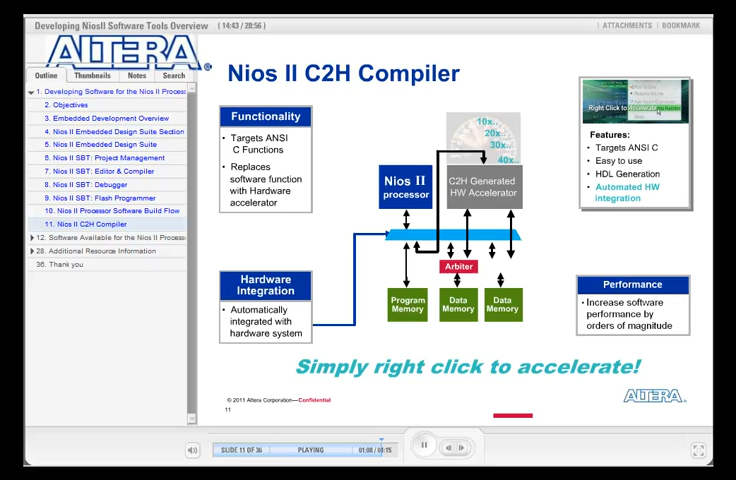 Developing NiosII Software Tools Overview ( 14:43 / 28:56 )
ATTACHMENTS | BOOKMARK
ALTERA®
Outline Thumbnails Notes Search
1. Developing Software for the Nios II Process
2. Objectives
3. Embedded Development Overview
4. Nios II Embedded Design Suite Section
5. Nios II Embedded Design Suite
6. Nios II SBT: Project Management
7. Nios II SBT: Editor & Compiler
8. Nios II SBT: Debugger
9. Nios II SBT: Flash Programmer
10. Nios II Processor Software Build Flow
11. Nios II C2H Compiler
12. Software Available for the Nios II Process
28. Additional Resource Information
36. Thank you
Nios II C2H Compiler
Functionality
• Targets ANSI
C Functions
• Replaces
software function
with Hardware
accelerator
Hardware
Integration
• Automatically
integrated with
hardware system
10x..
20x..
30x..
40x..
Nios II
processor
C2H Generated
HW Accelerator
Arbiter
Program
Memory
Data
Memory
Data
Memory
Right Click to Accelerate
Features:
• Targets ANSI C
• Easy to use
• HDL Generation
• Automated HW
integration
Performance
• Increase software
performance by
orders of magnitude
Simply right click to accelerate!
© 2011 Altera Corporation—Confidential
11
ALTERA®
SLIDE 11 OF 36 PLAYING 01:08 / 01:15